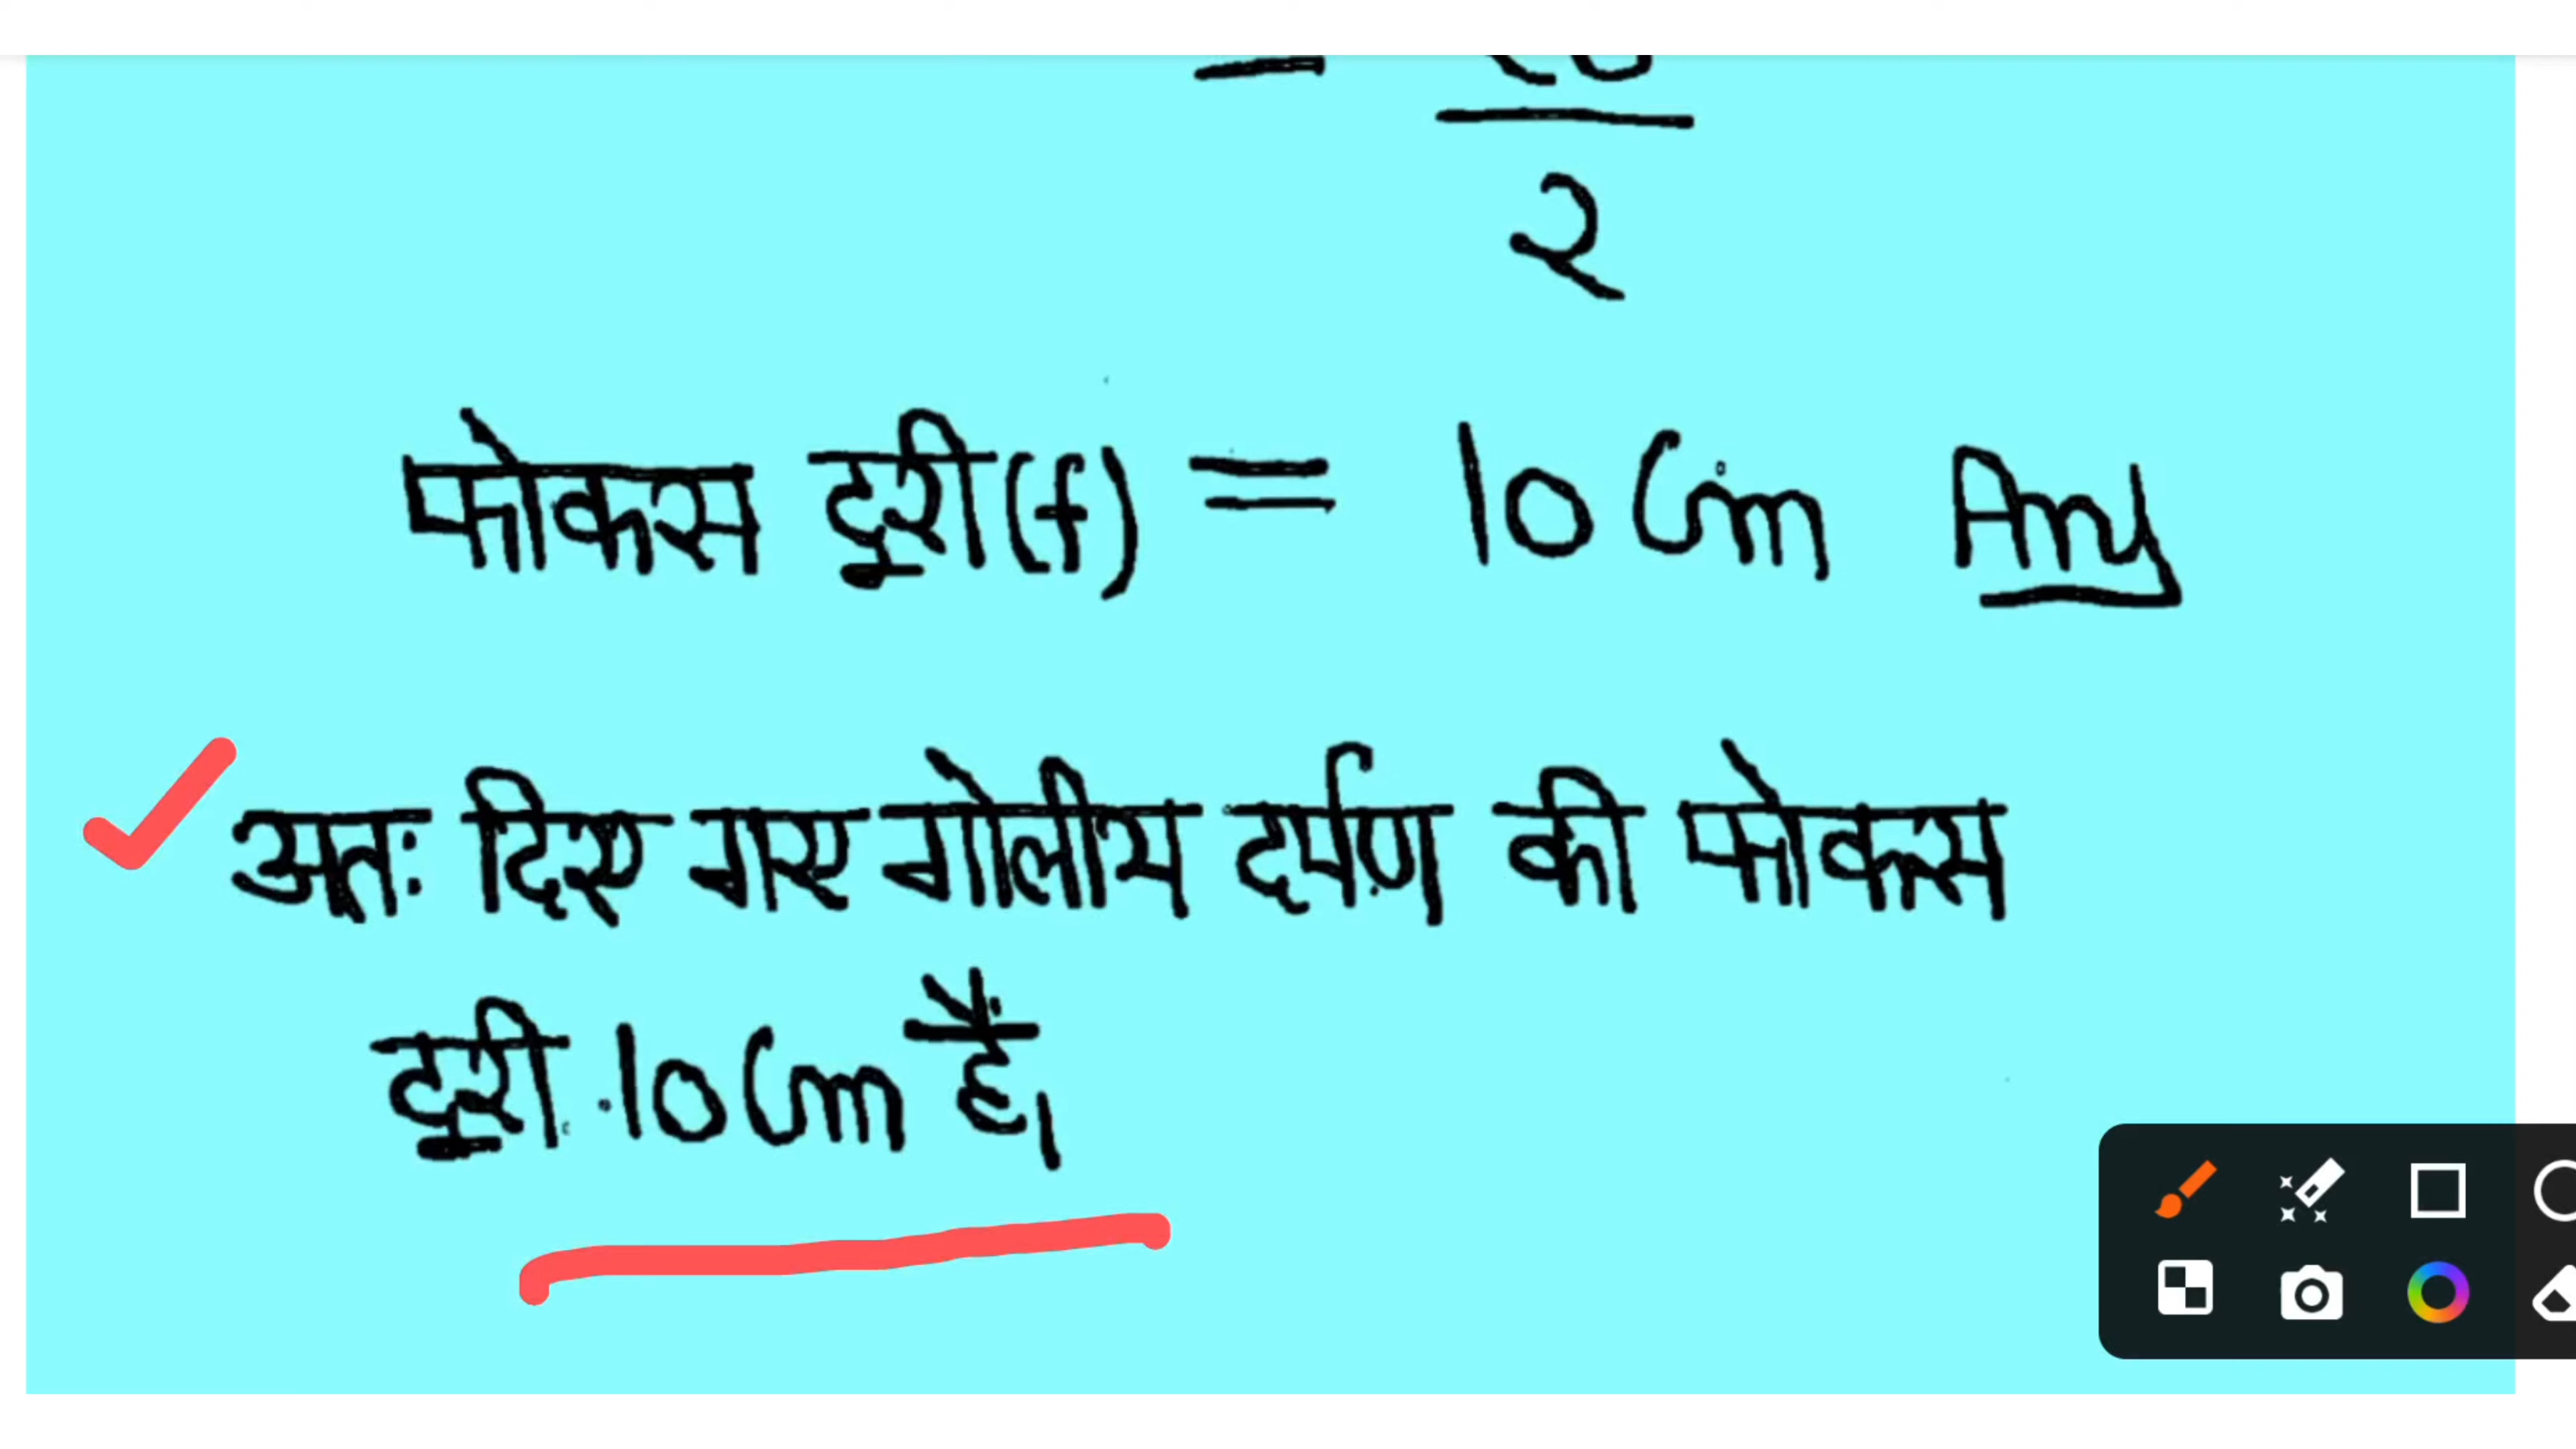 =
2
फोकस दूरी (f) = 10 Cm Ans
अतः दिए गए गोलीय दर्पण की फोकस
दूरी 10 Cm हैं।